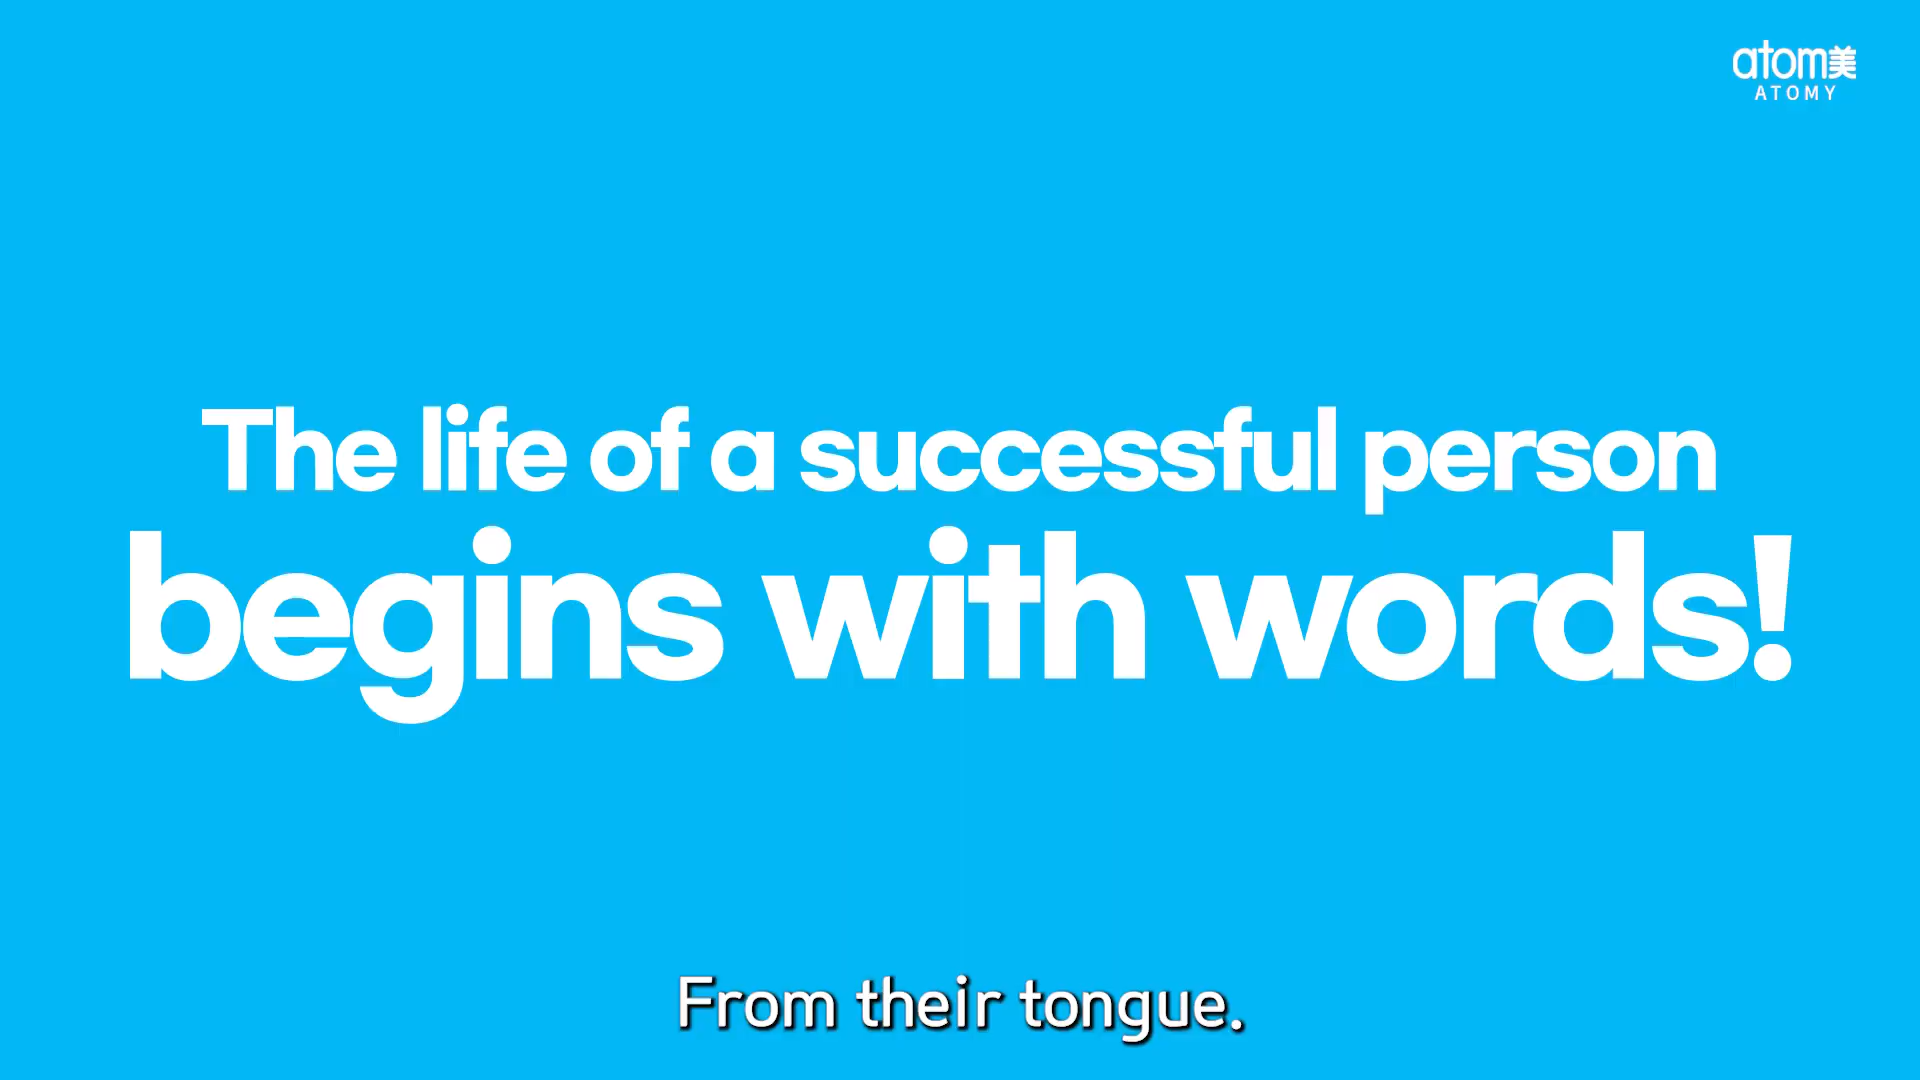 atom美
ATOMY
The life of a successful person
begins with words!
From their tongue.